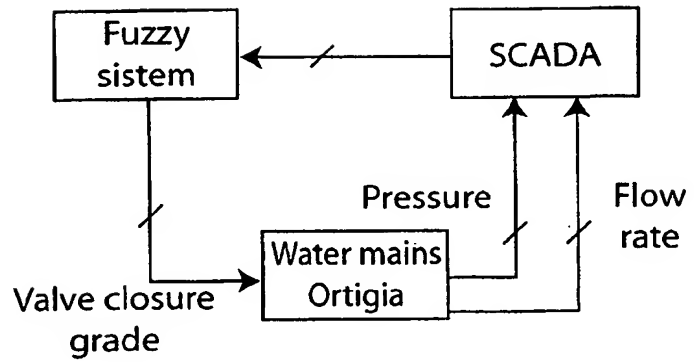 Fuzzy
sistem
SCADA
Pressure
Flow
rate
Water mains
Ortigia
Valve closure
grade